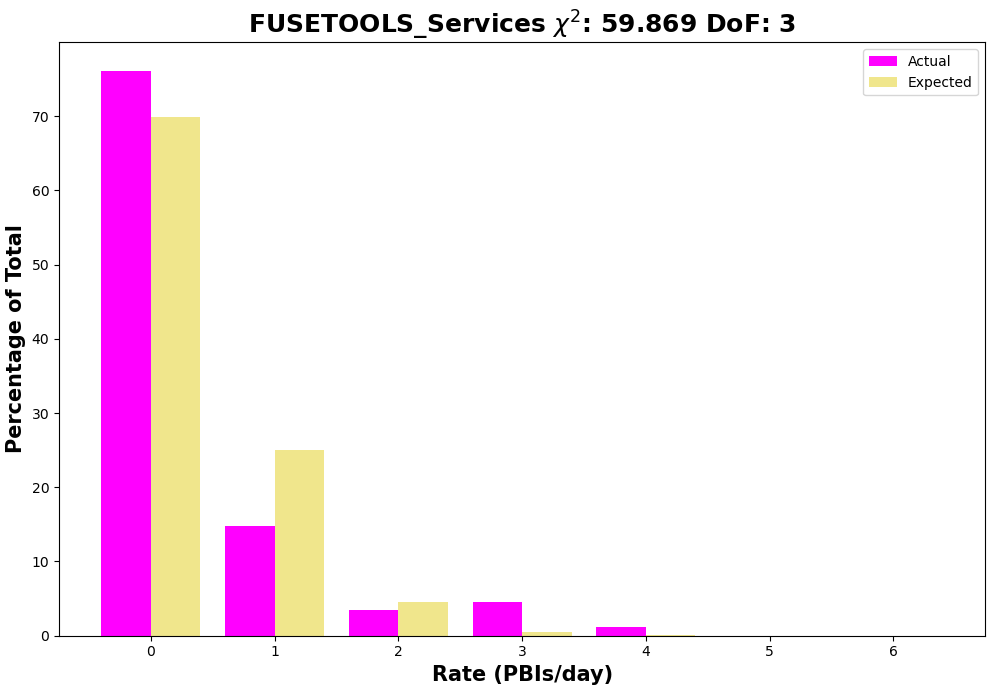 FUSETOOLS_Services χ²: 59.869 DoF: 3
Actual
Expected
Percentage of Total
70
60
50
40
30
20
10
0
0 1 2 3 4 5 6
Rate (PBIs/day)